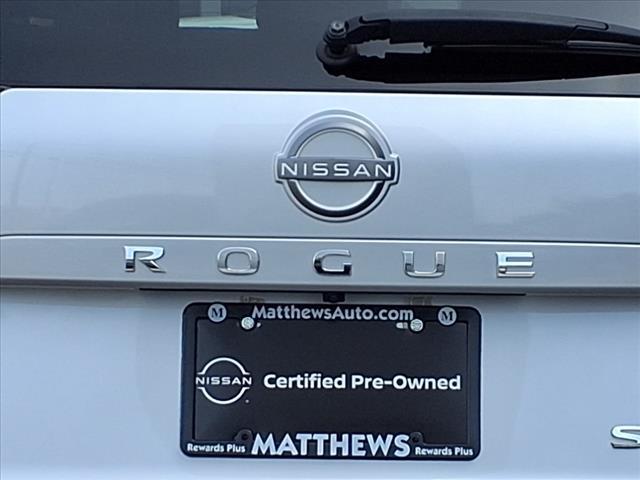 NISSAN
ROGUE
M MatthewsAuto.com M
NISSAN Certified Pre-Owned
Rewards Plus MATTHEWS Rewards Plus
S